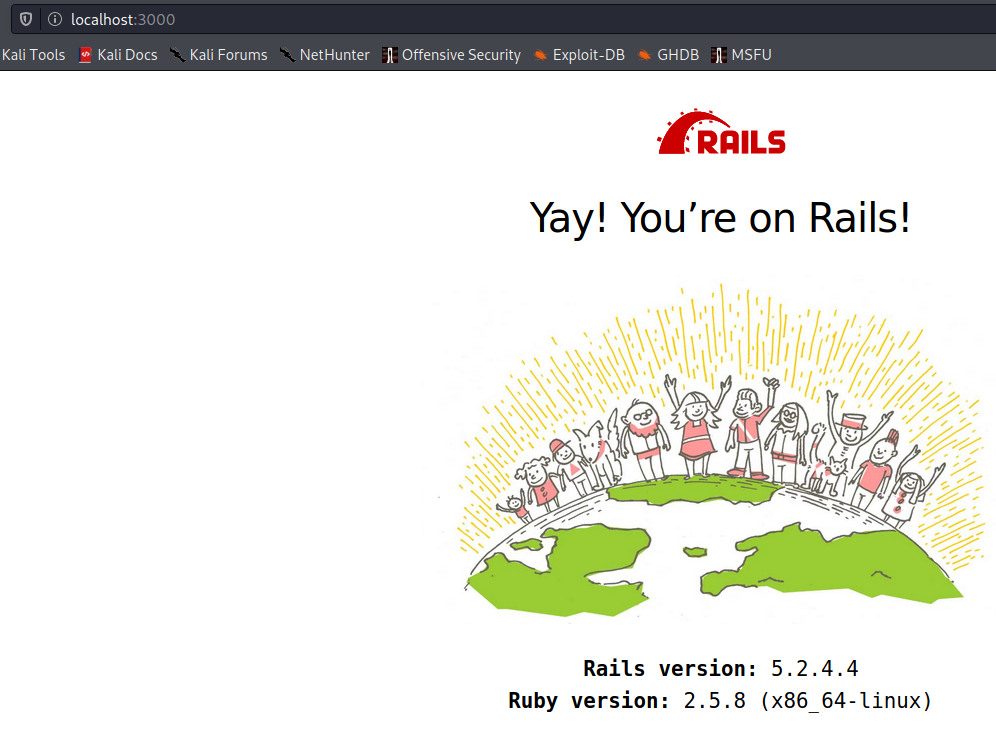 localhost:3000
Kali Tools Kali Docs Kali Forums NetHunter Offensive Security Exploit-DB GHDB MSFU
RAILS
Yay! You’re on Rails!
Rails version: 5.2.4.4
Ruby version: 2.5.8 (x86_64-linux)